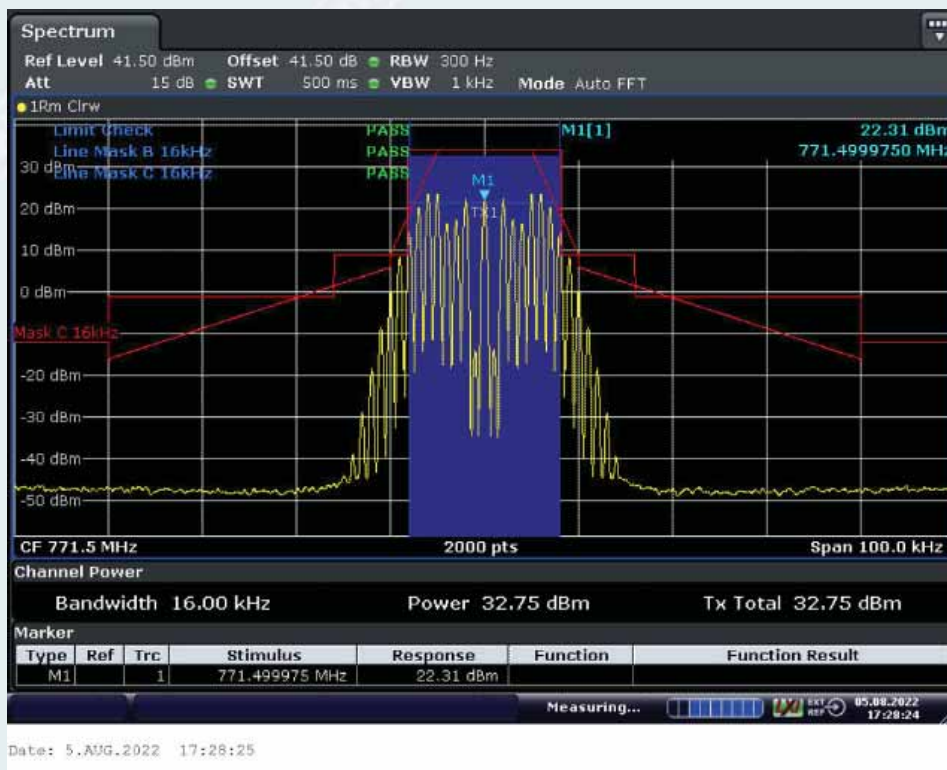 Spectrum
Ref Level 41.50 dBm Offset 41.50 dB RBW 300 Hz
Att 15 dB SWT 500 ms VBW 1 kHz Mode Auto FFT
1Rm Clrw
Limit Check PASS M1[1] 22.31 dBm
Line Mask B 16kHz PASS 771.4999750 MHz
Line Mask C 16kHz PASS
30 dBm
M1
20 dBm
TX1
10 dBm
0 dBm
Mask C 16kHz
-20 dBm
-30 dBm
-40 dBm
-50 dBm
CF 771.5 MHz 2000 pts Span 100.0 kHz
Channel Power
Bandwidth 16.00 kHz Power 32.75 dBm Tx Total 32.75 dBm
Marker
Type Ref Trc Stimulus Response Function Function Result
M1 1 771.499975 MHz 22.31 dBm
Measuring... EXT REF 05.08.2022
17:28:24
Date: 5.AUG.2022 17:28:25